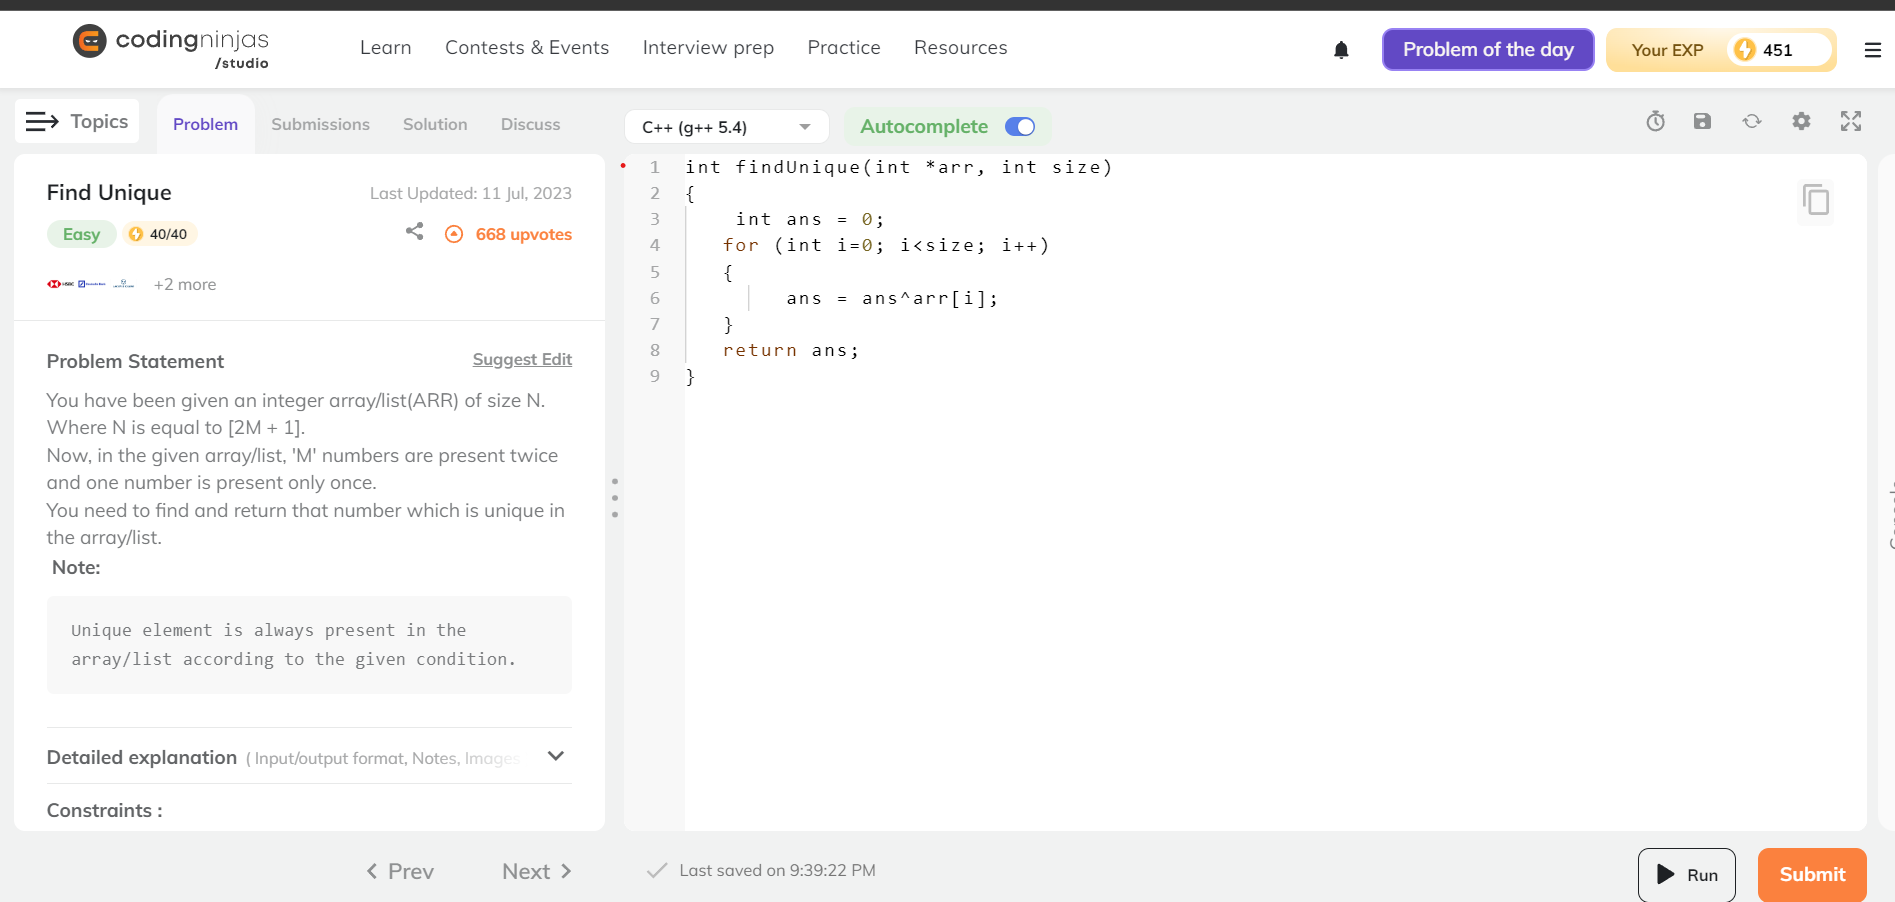 codingninjas
/studio
Learn Contests & Events Interview prep Practice Resources
Problem of the day
Your EXP 451
Topics Problem Submissions Solution Discuss
C++ (g++ 5.4) Autocomplete
Find Unique
Last Updated: 11 Jul, 2023
Easy 40/40 668 upvotes
HSBC +2 more
Problem Statement Suggest Edit
You have been given an integer array/list(ARR) of size N.
Where N is equal to [2M + 1].
Now, in the given array/list, 'M' numbers are present twice
and one number is present only once.
You need to find and return that number which is unique in
the array/list.
Note:
Unique element is always present in the
array/list according to the given condition.
Detailed explanation ( Input/output format, Notes, Images
Constraints :
Prev Next
1 int findUnique(int *arr, int size)
2 {
3 int ans = 0;
4 for (int i=0; i<size; i++)
5 {
6 ans = ans^arr[i];
7 }
8 return ans;
9 }
Last saved on 9:39:22 PM
Run Submit